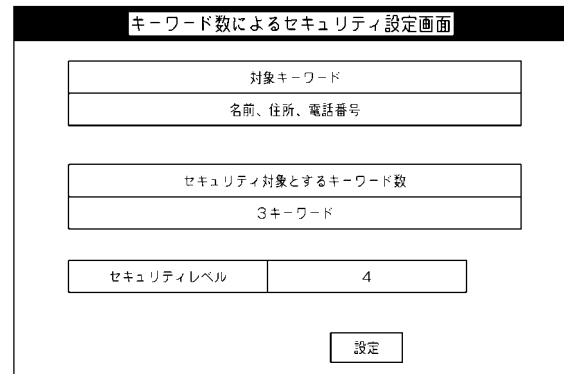 キーワード数によるセキュリティ設定画面
対象キーワード
名前、住所、電話番号
セキュリティ対象とするキーワード数
3キーワード
セキュリティレベル 4
設定